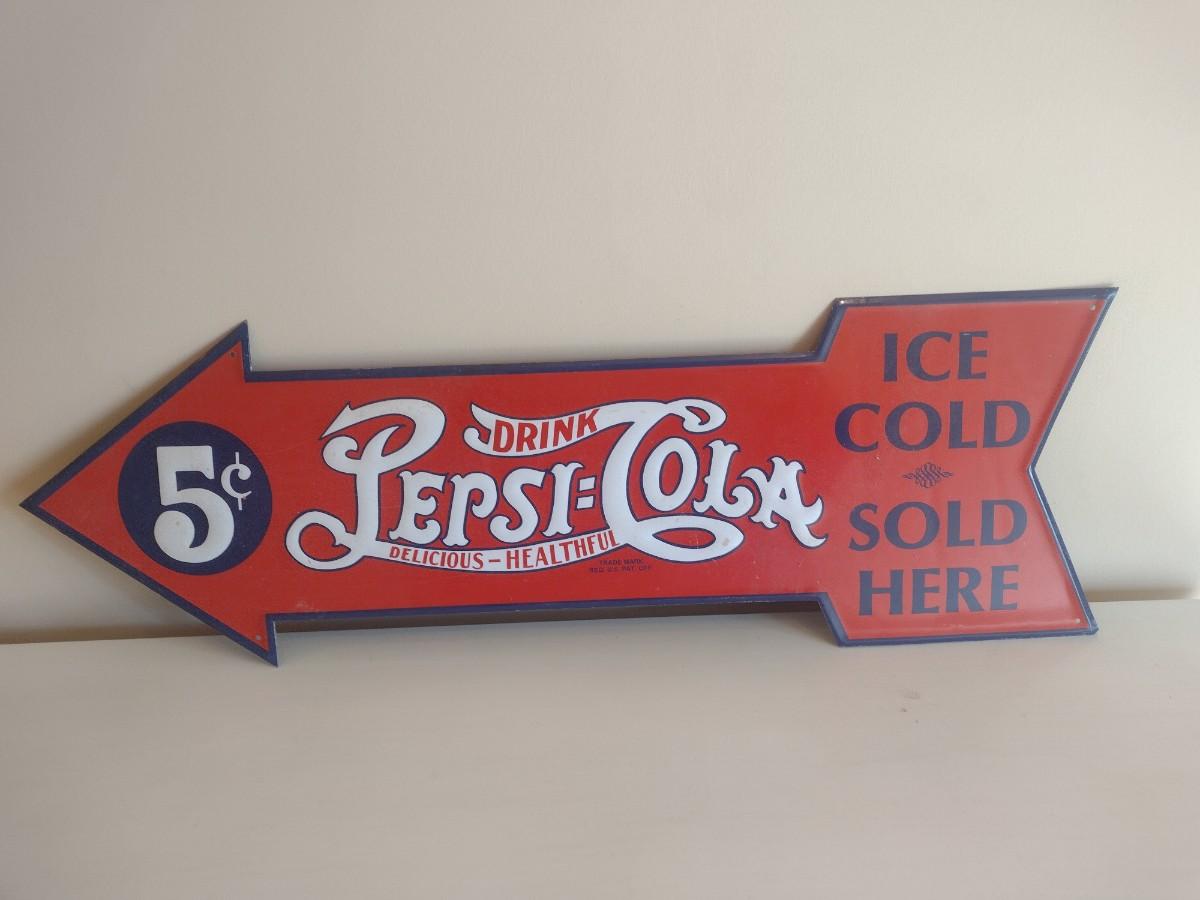 5¢
DRINK
PEPSI=COLA
DELICIOUS-HEALTHFUL
TRADE MARK
REG. U.S. PAT. OFF.
ICE
COLD
SOLD
HERE